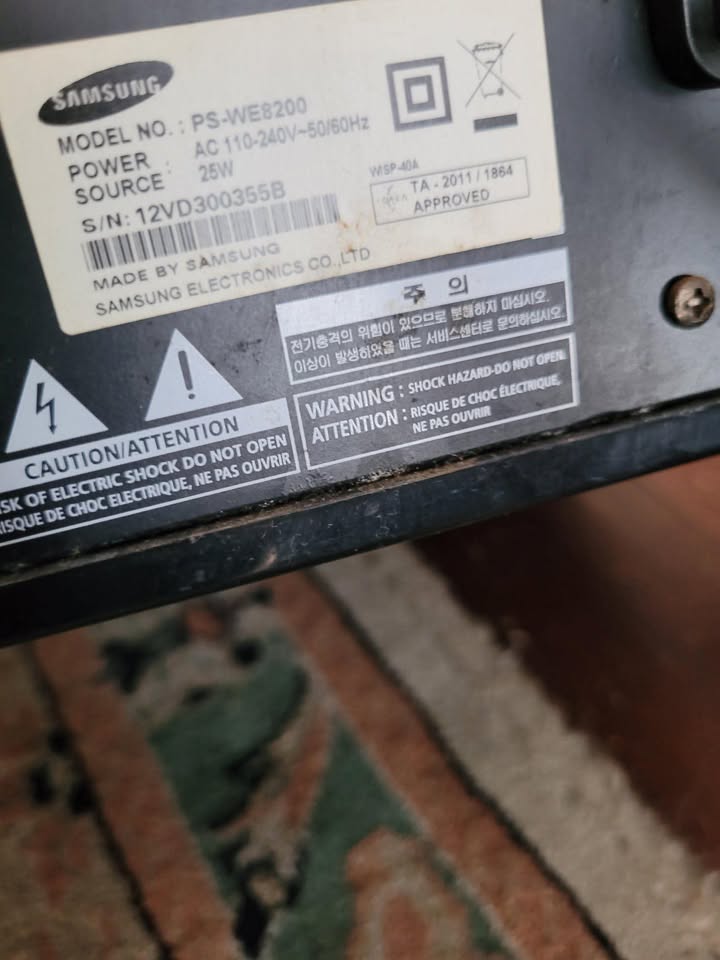 SAMSUNG
MODEL NO. : PS-WE8200
POWER SOURCE : AC 110-240V~50/60Hz
25W
S/N: 12VD300355B
MADE BY SAMSUNG
SAMSUNG ELECTRONICS CO.,LTD
WISP-40A
TA - 2011 / 1864
APPROVED
주 의
전기충격의 위험이 있으므로 분해하지 마십시오.
이상이 발생하였을 때는 서비스센터로 문의하십시오.
WARNING : SHOCK HAZARD-DO NOT OPEN.
ATTENTION : RISQUE DE CHOC ÉLECTRIQUE,
NE PAS OUVRIR
CAUTION/ATTENTION
ISK OF ELECTRIC SHOCK DO NOT OPEN
RISQUE DE CHOC ELECTRIQUE, NE PAS OUVRIR